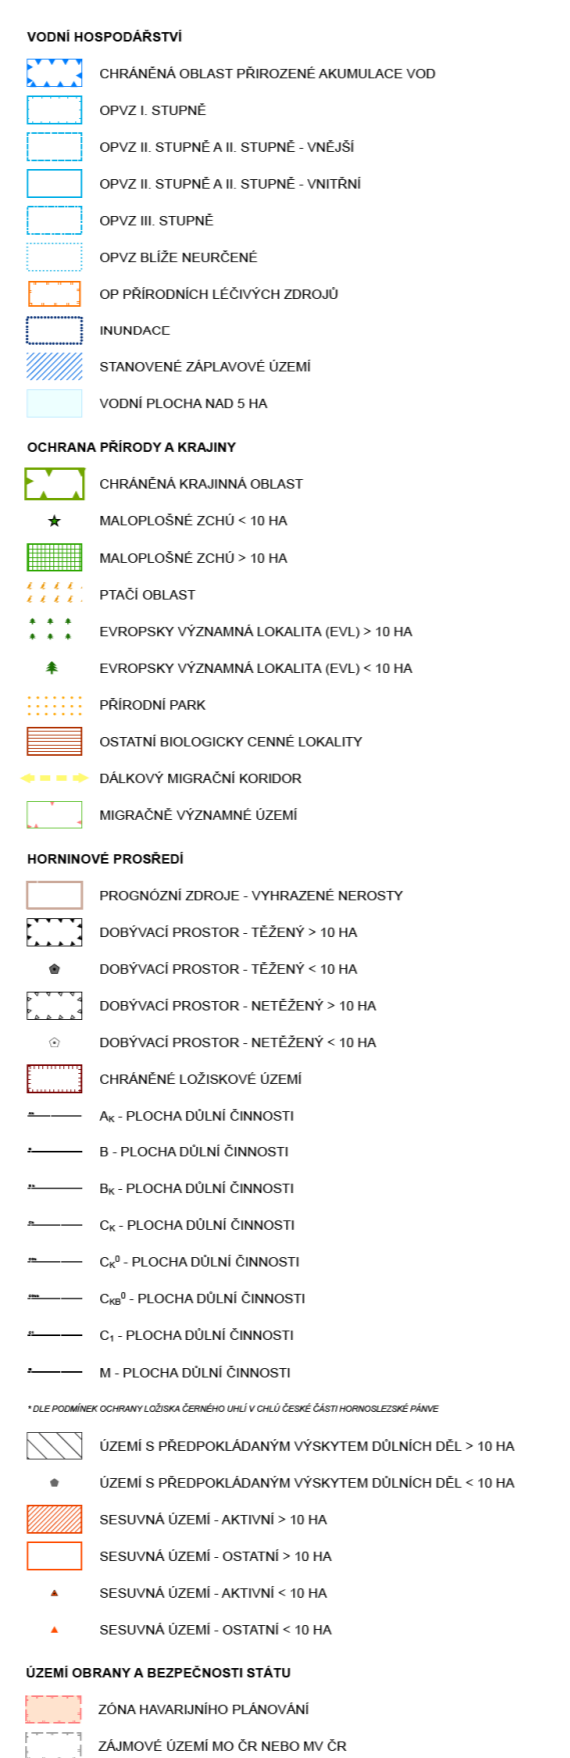 VODNÍ HOSPODÁŘSTVÍ
CHRÁNĚNÁ OBLAST PŘIROZENÉ AKUMULACE VOD
OPVZ I. STUPNĚ
OPVZ II. STUPNĚ A II. STUPNĚ - VNĚJŠÍ
OPVZ II. STUPNĚ A II. STUPNĚ - VNITŘNÍ
OPVZ III. STUPNĚ
OPVZ BLÍŽE NEURČENÉ
OP PŘÍRODNÍCH LÉČIVÝCH ZDROJŮ
INUNDACE
STANOVENÉ ZÁPLAVOVÉ ÚZEMÍ
VODNÍ PLOCHA NAD 5 HA
OCHRANA PŘÍRODY A KRAJINY
CHRÁNĚNÁ KRAJINNÁ OBLAST
MALOPLOŠNÉ ZCHÚ < 10 HA
MALOPLOŠNÉ ZCHÚ > 10 HA
PTAČÍ OBLAST
EVROPSKY VÝZNAMNÁ LOKALITA (EVL) > 10 HA
EVROPSKY VÝZNAMNÁ LOKALITA (EVL) < 10 HA
PŘÍRODNÍ PARK
OSTATNÍ BIOLOGICKY CENNÉ LOKALITY
DÁLKOVÝ MIGRAČNÍ KORIDOR
MIGRAČNĚ VÝZNAMNÉ ÚZEMÍ
HORNINOVÉ PROSŘEDÍ
PROGNÓZNÍ ZDROJE - VYHRAZENÉ NEROSTY
DOBÝVACÍ PROSTOR - TĚŽENÝ > 10 HA
DOBÝVACÍ PROSTOR - TĚŽENÝ < 10 HA
DOBÝVACÍ PROSTOR - NETĚŽENÝ > 10 HA
DOBÝVACÍ PROSTOR - NETĚŽENÝ < 10 HA
CHRÁNĚNÉ LOŽISKOVÉ ÚZEMÍ
A_K - PLOCHA DŮLNÍ ČINNOSTI
B - PLOCHA DŮLNÍ ČINNOSTI
B_K - PLOCHA DŮLNÍ ČINNOSTI
C_K - PLOCHA DŮLNÍ ČINNOSTI
C_K⁰ - PLOCHA DŮLNÍ ČINNOSTI
C_KB⁰ - PLOCHA DŮLNÍ ČINNOSTI
C₁ - PLOCHA DŮLNÍ ČINNOSTI
M - PLOCHA DŮLNÍ ČINNOSTI
* DLE PODMÍNEK OCHRANY LOŽISKA ČERNÉHO UHLÍ V CHLÚ ČESKÉ ČÁSTI HORNOSLEZSKÉ PÁNVE
ÚZEMÍ S PŘEDPOKLÁDANÝM VÝSKYTEM DŮLNÍCH DĚL > 10 HA
ÚZEMÍ S PŘEDPOKLÁDANÝM VÝSKYTEM DŮLNÍCH DĚL < 10 HA
SESUVNÁ ÚZEMÍ - AKTIVNÍ > 10 HA
SESUVNÁ ÚZEMÍ - OSTATNÍ > 10 HA
SESUVNÁ ÚZEMÍ - AKTIVNÍ < 10 HA
SESUVNÁ ÚZEMÍ - OSTATNÍ < 10 HA
ÚZEMÍ OBRANY A BEZPEČNOSTI STÁTU
ZÓNA HAVARIJNÍHO PLÁNOVÁNÍ
ZÁJMOVÉ ÚZEMÍ MO ČR NEBO MV ČR